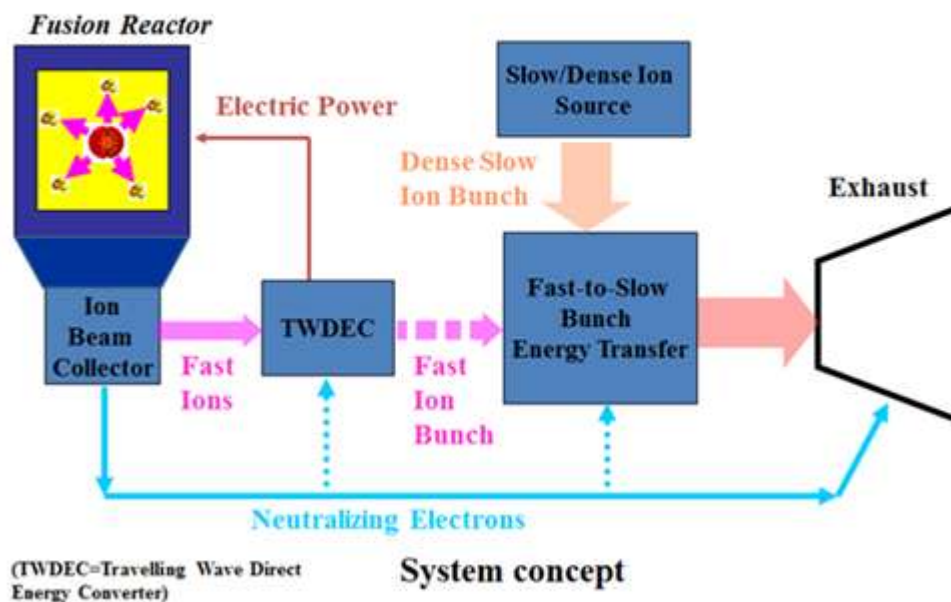 Fusion Reactor
α
α
α
α
α
Electric Power
Slow/Dense Ion
Source
Dense Slow
Ion Bunch
Exhaust
Ion
Beam
Collector
TWDEC
Fast-to-Slow
Bunch
Energy Transfer
Fast
Ions
Fast
Ion
Bunch
Neutralizing Electrons
(TWDEC=Travelling Wave Direct
Energy Converter)
System concept